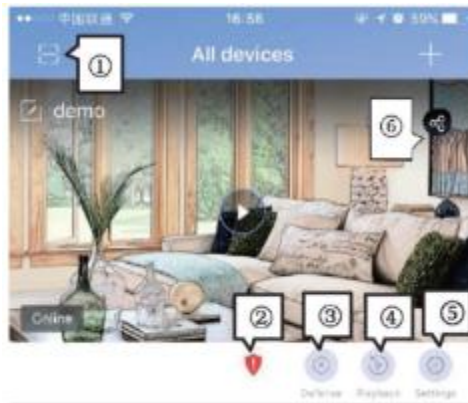 中国联通 16:56 59%
① All devices
demo ⑥
Online ② ③ ④ ⑤
Defense Playback Settings